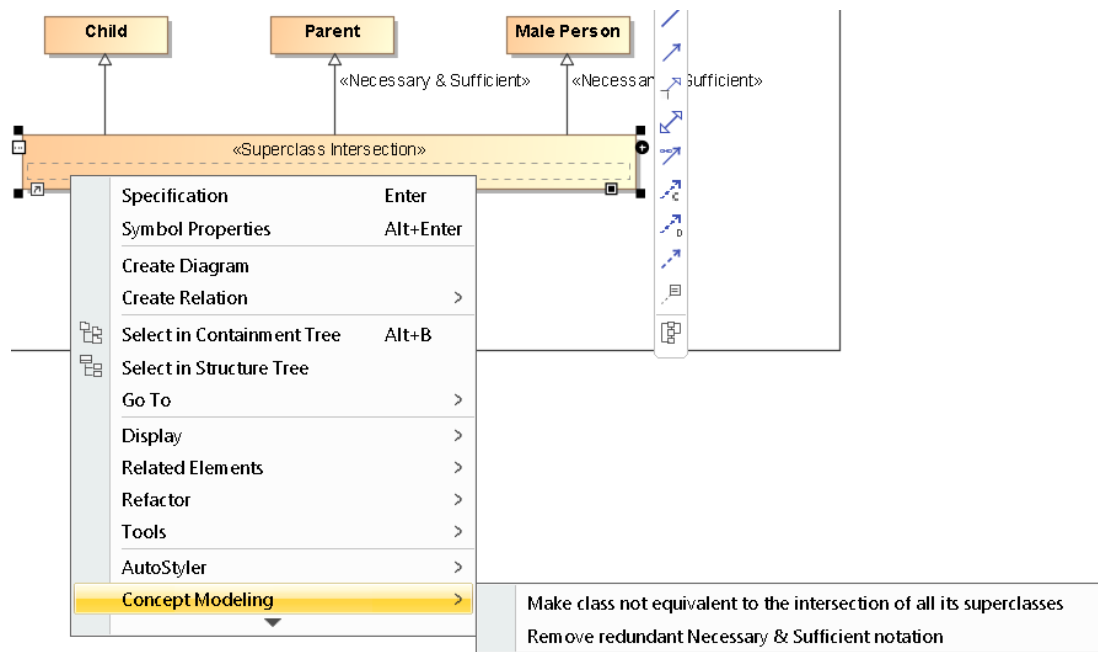 Child
Parent
Male Person
«Necessary & Sufficient»
«Necessary Sufficient»
«Superclass Intersection»
Specification Enter
Symbol Properties Alt+Enter
Create Diagram
Create Relation
Select in Containment Tree Alt+B
Select in Structure Tree
Go To
Display
Related Elements
Refactor
Tools
AutoStyler
Concept Modeling
Make class not equivalent to the intersection of all its superclasses
Remove redundant Necessary & Sufficient notation
C
D